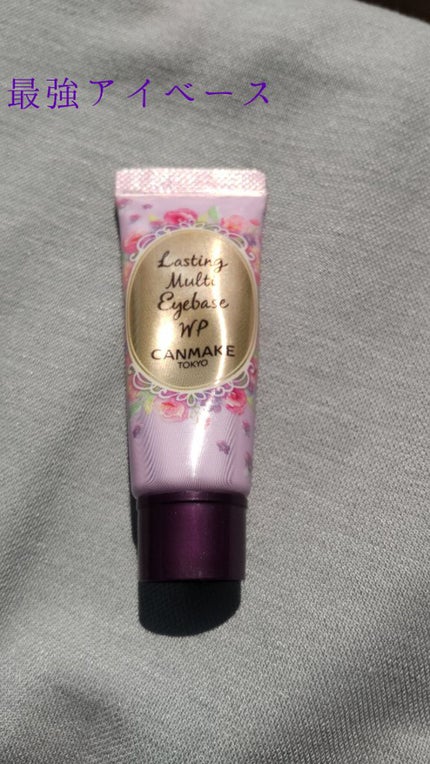 最強アイベース
Lasting
Multi
Eyebase
WP
CANMAKE
TOKYO